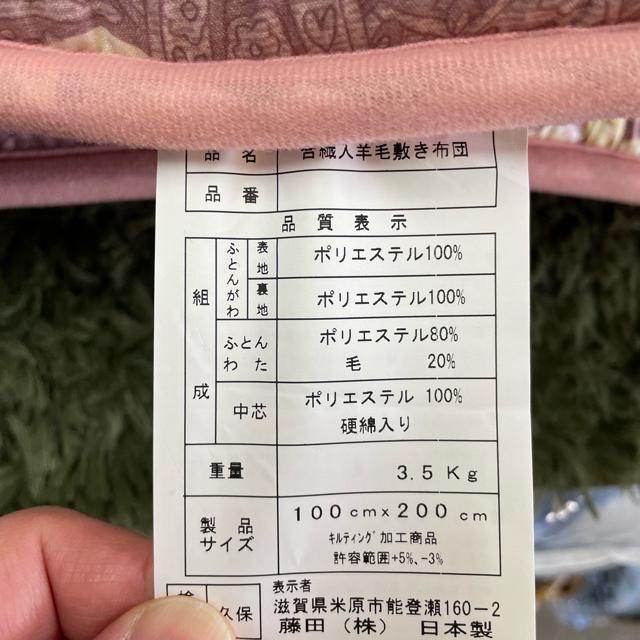 品 名 合繊入羊毛敷き布団
品 番
品 質 表 示
組成 ふとんがわ 表地 ポリエステル100%
裏地 ポリエステル100%
ふとん わた ポリエステル80%
毛 20%
中芯 ポリエステル 100%
硬綿入り
重量 3.5 Kg
製 品 サイズ 100cm×200cm
ｷﾙﾃｨﾝｸﾞ加工商品
許容範囲+5%､-3%
久保
表示者
滋賀県米原市能登瀬160-2
藤田（株） 日本製